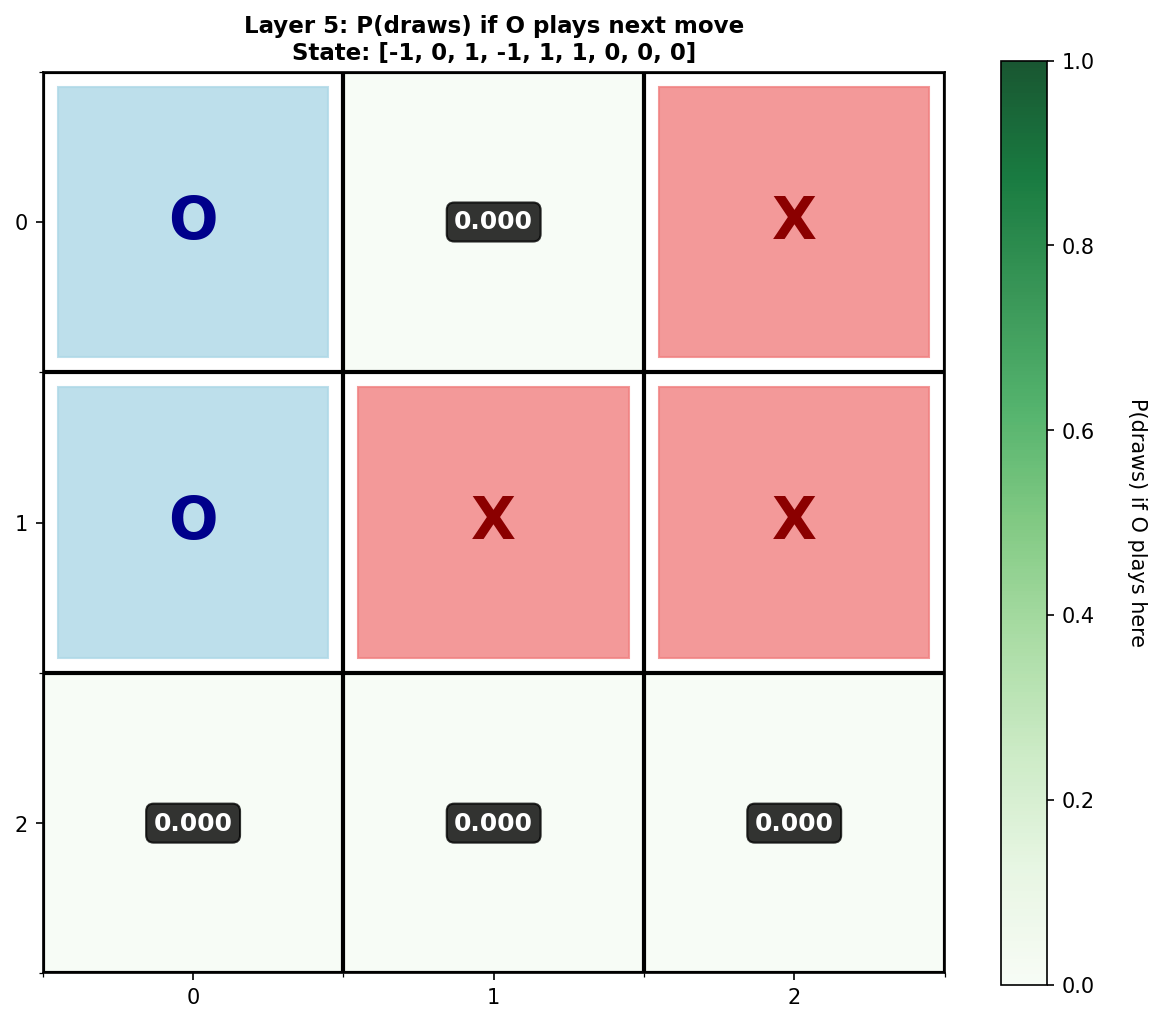 Layer 5: P(draws) if O plays next move
State: [-1, 0, 1, -1, 1, 1, 0, 0, 0]
1.0
0.8
0.6
0.4
0.2
0.0
P(draws) if O plays here
0
O
0.000
X
1
O
X
X
2
0.000
0.000
0.000
0
1
2